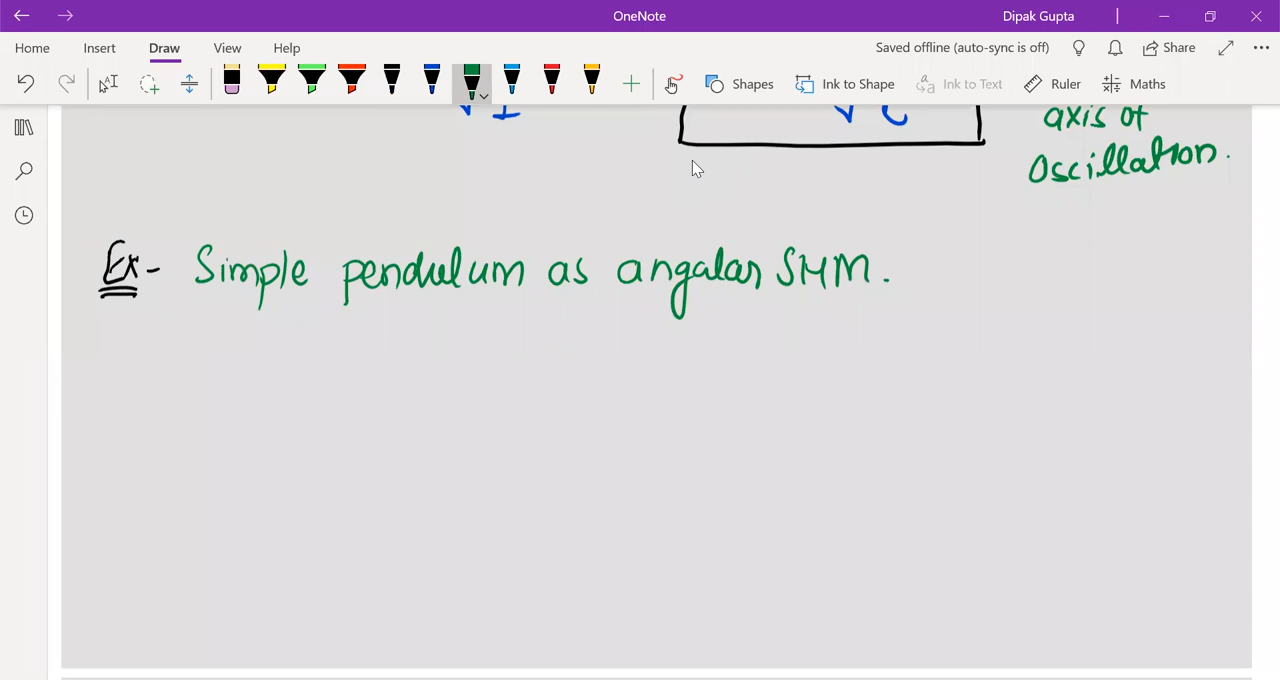 OneNote
Dipak Gupta
Home Insert Draw View Help
Saved offline (auto-sync is off)
Share
Shapes
Ink to Shape
Ink to Text
Ruler
Maths
√I
√C
axis of
Oscillation.
Ex- Simple pendulum as angular SHM.